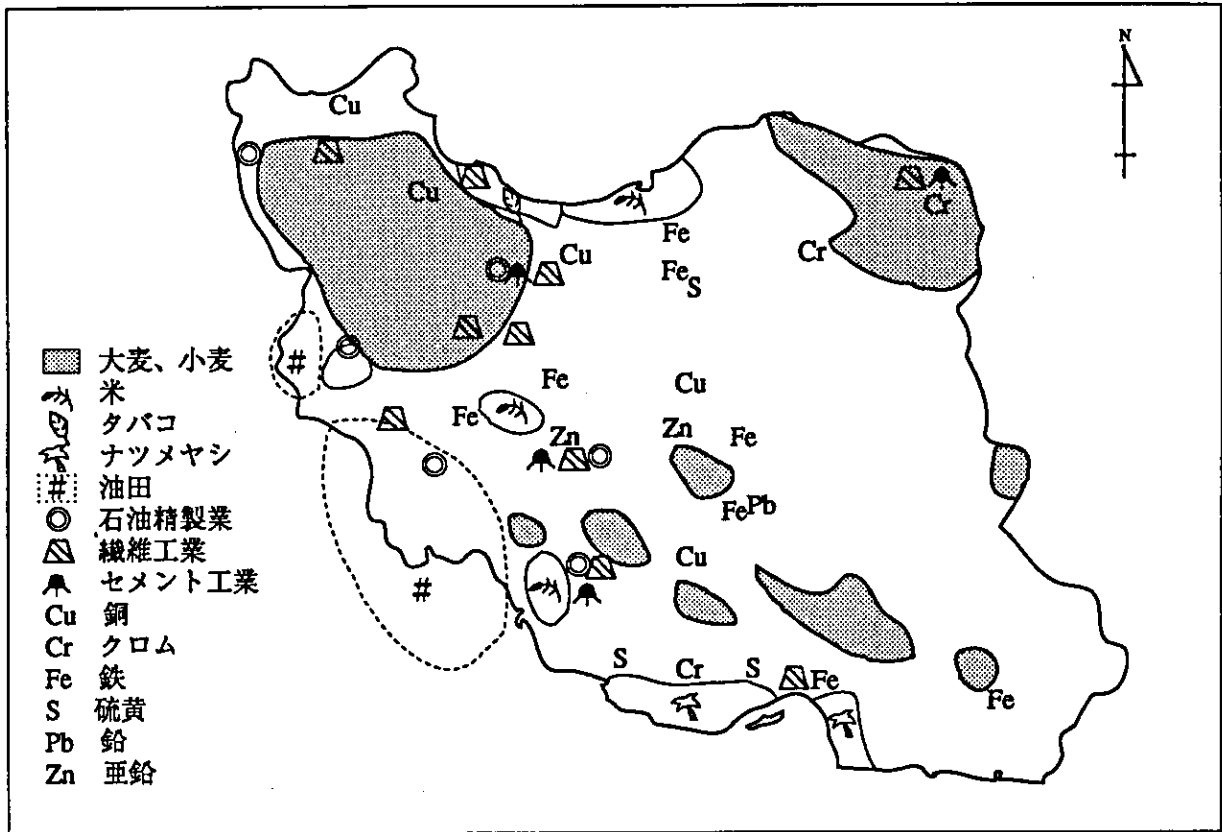 N
Cu
Cu
Cr
Fe
Cu
Cr
Fe
S
大麦、小麦
#
米
Fe
Cu
タバコ
Fe
Zn
Zn
Fe
ナツメヤシ
# 油田
石油精製業
Fe Pb
繊維工業
Cu
セメント工業
#
Cu 銅
Cr クロム
S
Cr
S
Fe 鉄
Fe
Fe
S 硫黄
Pb 鉛
Zn 亜鉛